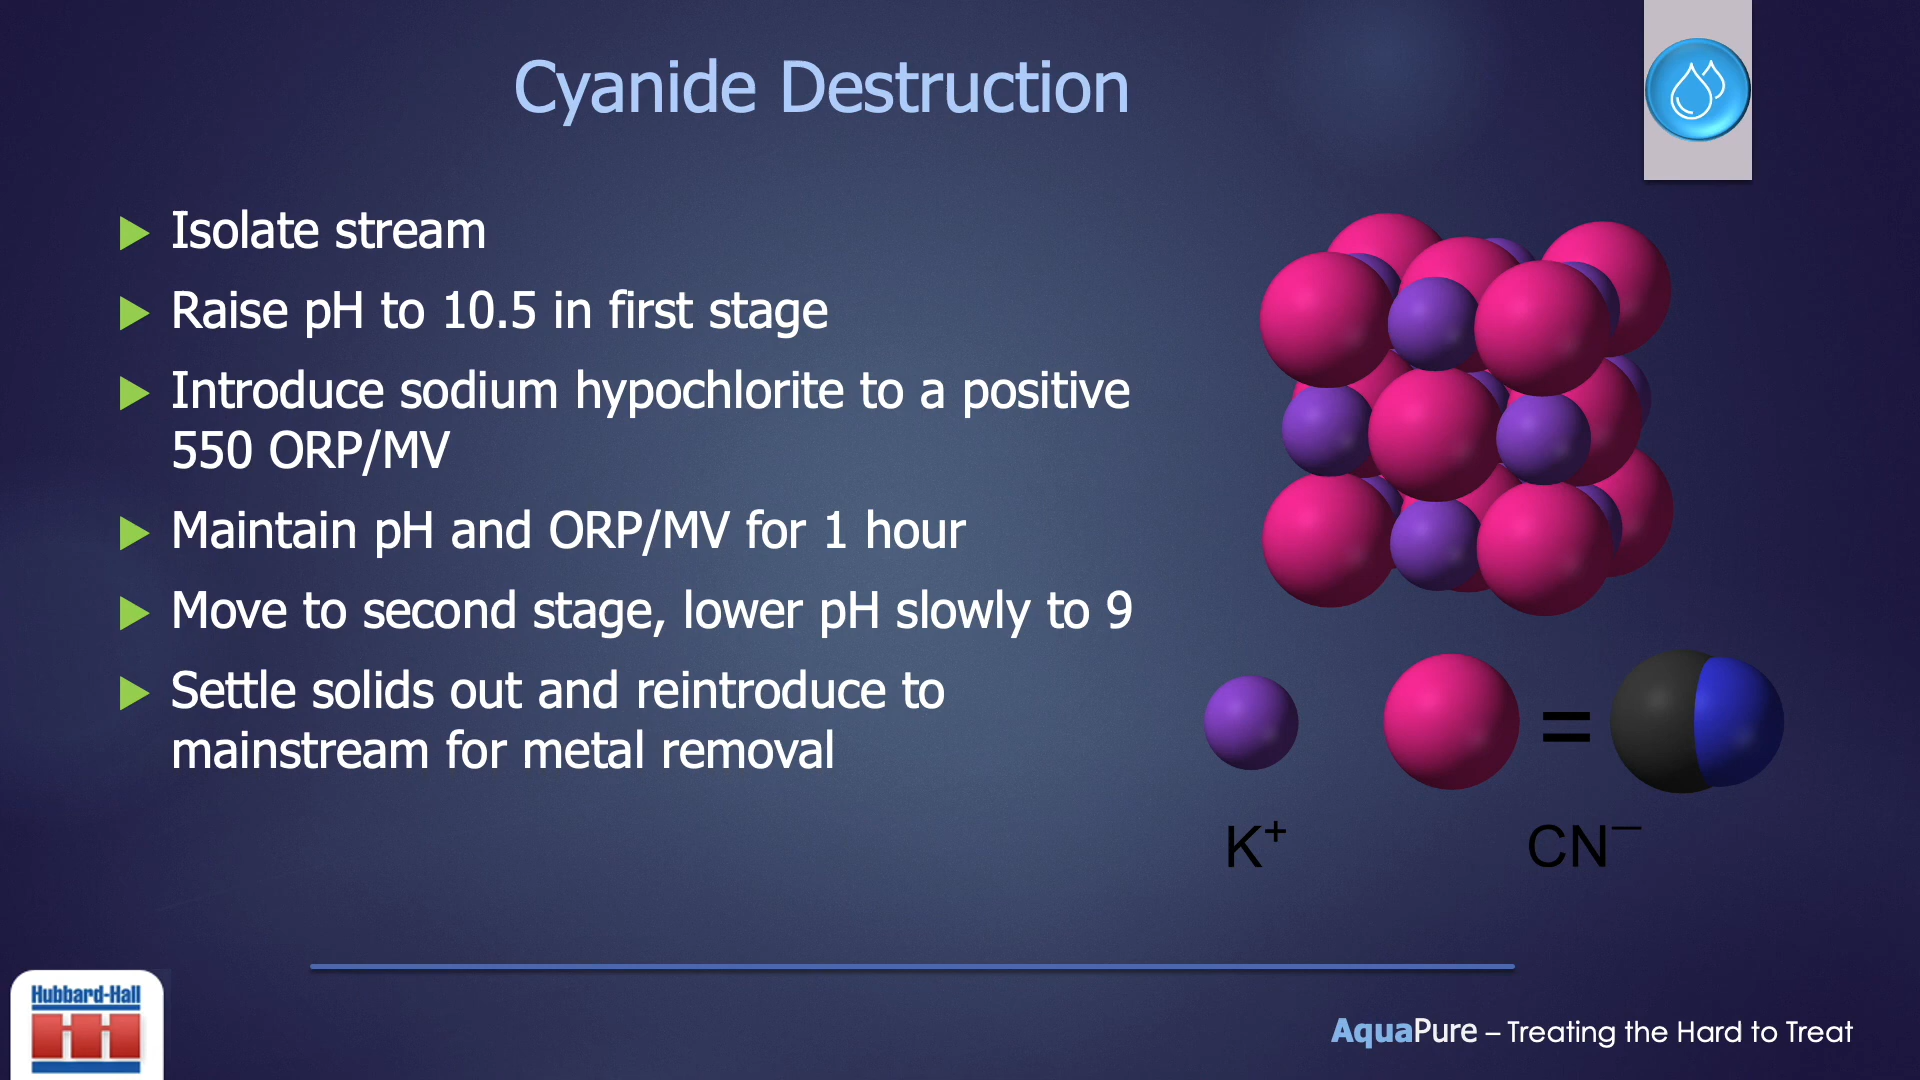 Cyanide Destruction
Isolate stream
Raise pH to 10.5 in first stage
Introduce sodium hypochlorite to a positive
550 ORP/MV
Maintain pH and ORP/MV for 1 hour
Move to second stage, lower pH slowly to 9
Settle solids out and reintroduce to
mainstream for metal removal
=
K⁺
CN⁻
Hubbard-Hall
AquaPure – Treating the Hard to Treat